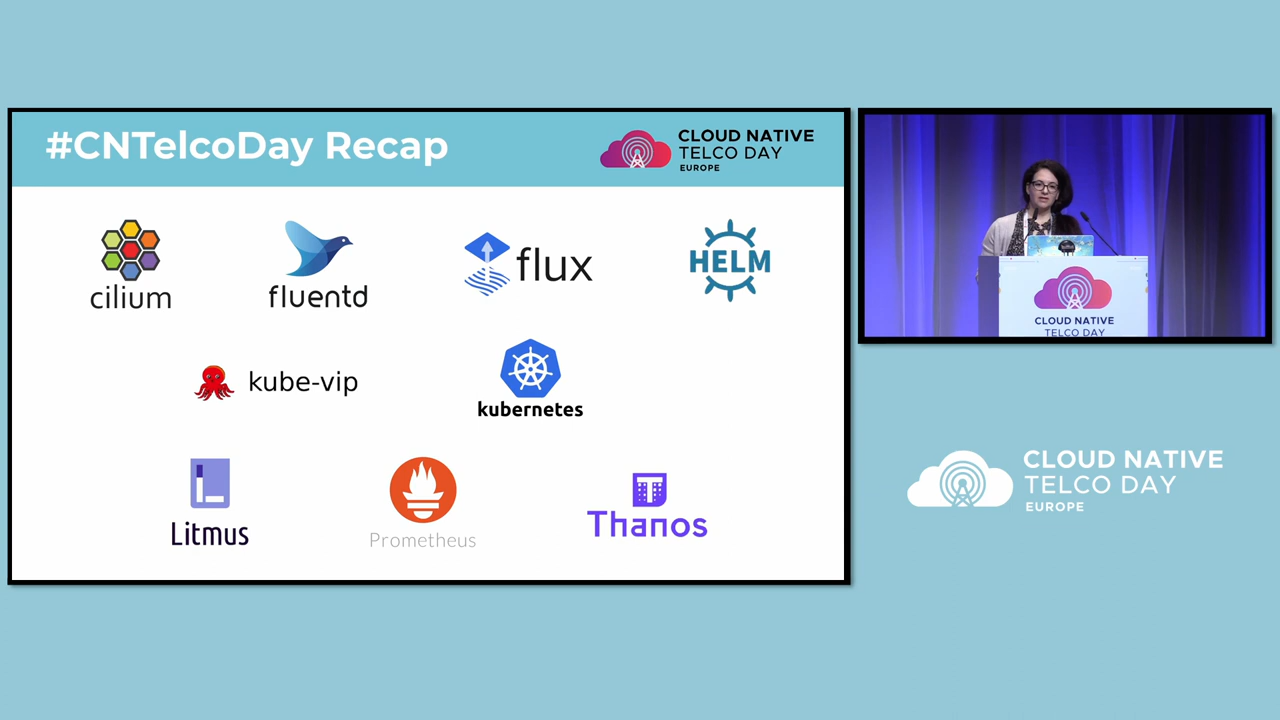 #CNTelcoDay Recap
CLOUD NATIVE
TELCO DAY
EUROPE
cilium
fluentd
flux
HELM
kube-vip
kubernetes
Litmus
Prometheus
Thanos
CLOUD NATIVE
TELCO DAY
CLOUD NATIVE
TELCO DAY
EUROPE